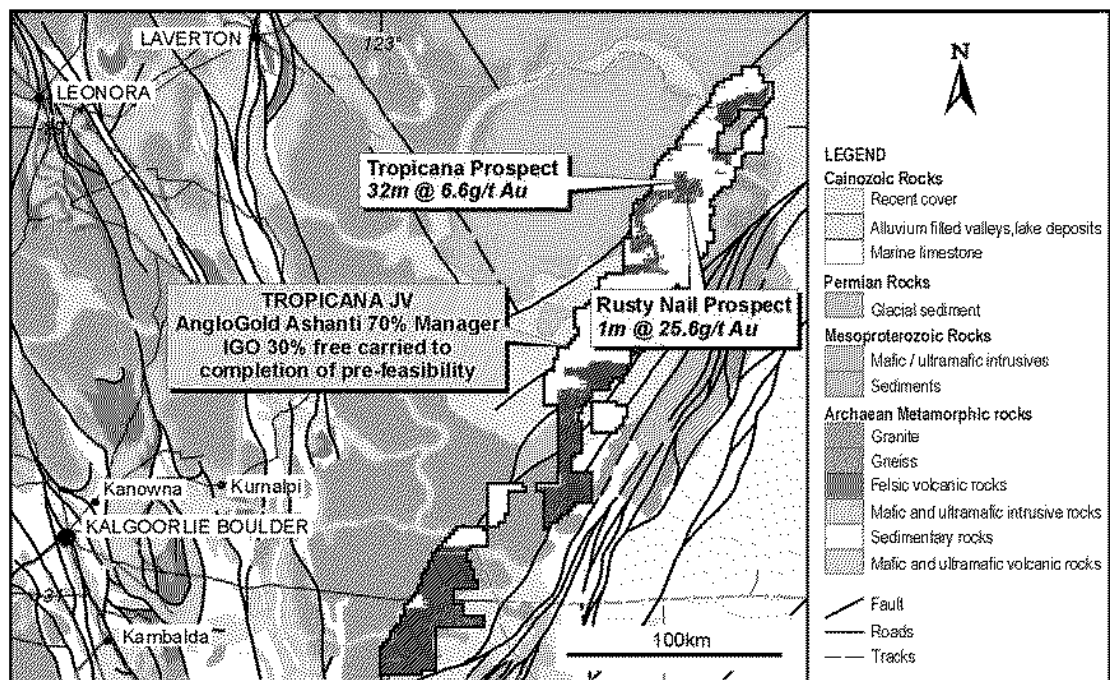 LAVERTON
123°
LEONORA
Tropicana Prospect
32m @ 6.6g/t Au
TROPICANA JV
AngloGold Ashanti 70% Manager
IGO 30% free carried to
completion of pre-feasibility
Rusty Nail Prospect
1m @ 25.6g/t Au
Kanowna
Kurnalpi
KALGOORLIE BOULDER
Kambalda
100km
N
LEGEND
Cainozoic Rocks
Recent cover
Alluvium filled valleys,lake deposits
Marine limestone
Permian Rocks
Glacial sediment
Mesoproterozoic Rocks
Mafic / ultramafic intrusives
Sediments
Archaean Metamorphic rocks
Granite
Gneiss
Felsic volcanic rocks
Mafic and ultramafic intrusive rocks
Sedimentary rocks
Mafic and ultramafic volcanic rocks
Fault
Roads
Tracks